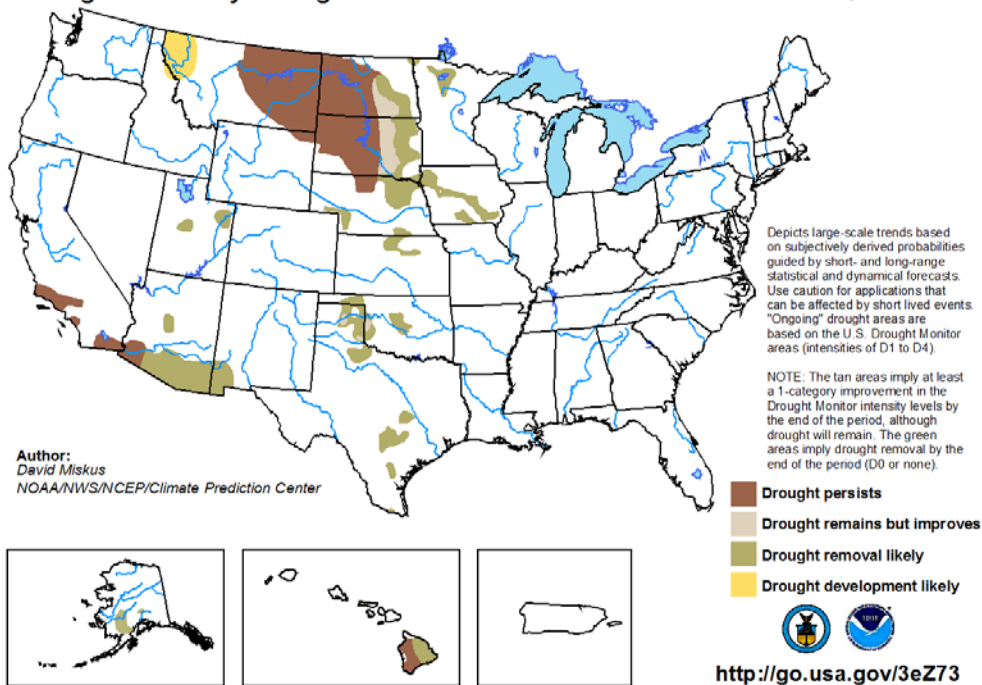 Depicts large-scale trends based
on subjectively derived probabilities
guided by short- and long-range
statistical and dynamical forecasts.
Use caution for applications that
can be affected by short lived events.
"Ongoing" drought areas are
based on the U.S. Drought Monitor
areas (intensities of D1 to D4).
NOTE: The tan areas imply at least
a 1-category improvement in the
Drought Monitor intensity levels by
the end of the period, although
drought will remain. The green
areas imply drought removal by the
end of the period (D0 or none).
Author:
David Miskus
NOAA/NWS/NCEP/Climate Prediction Center
Drought persists
Drought remains but improves
Drought removal likely
Drought development likely
http://go.usa.gov/3eZ73